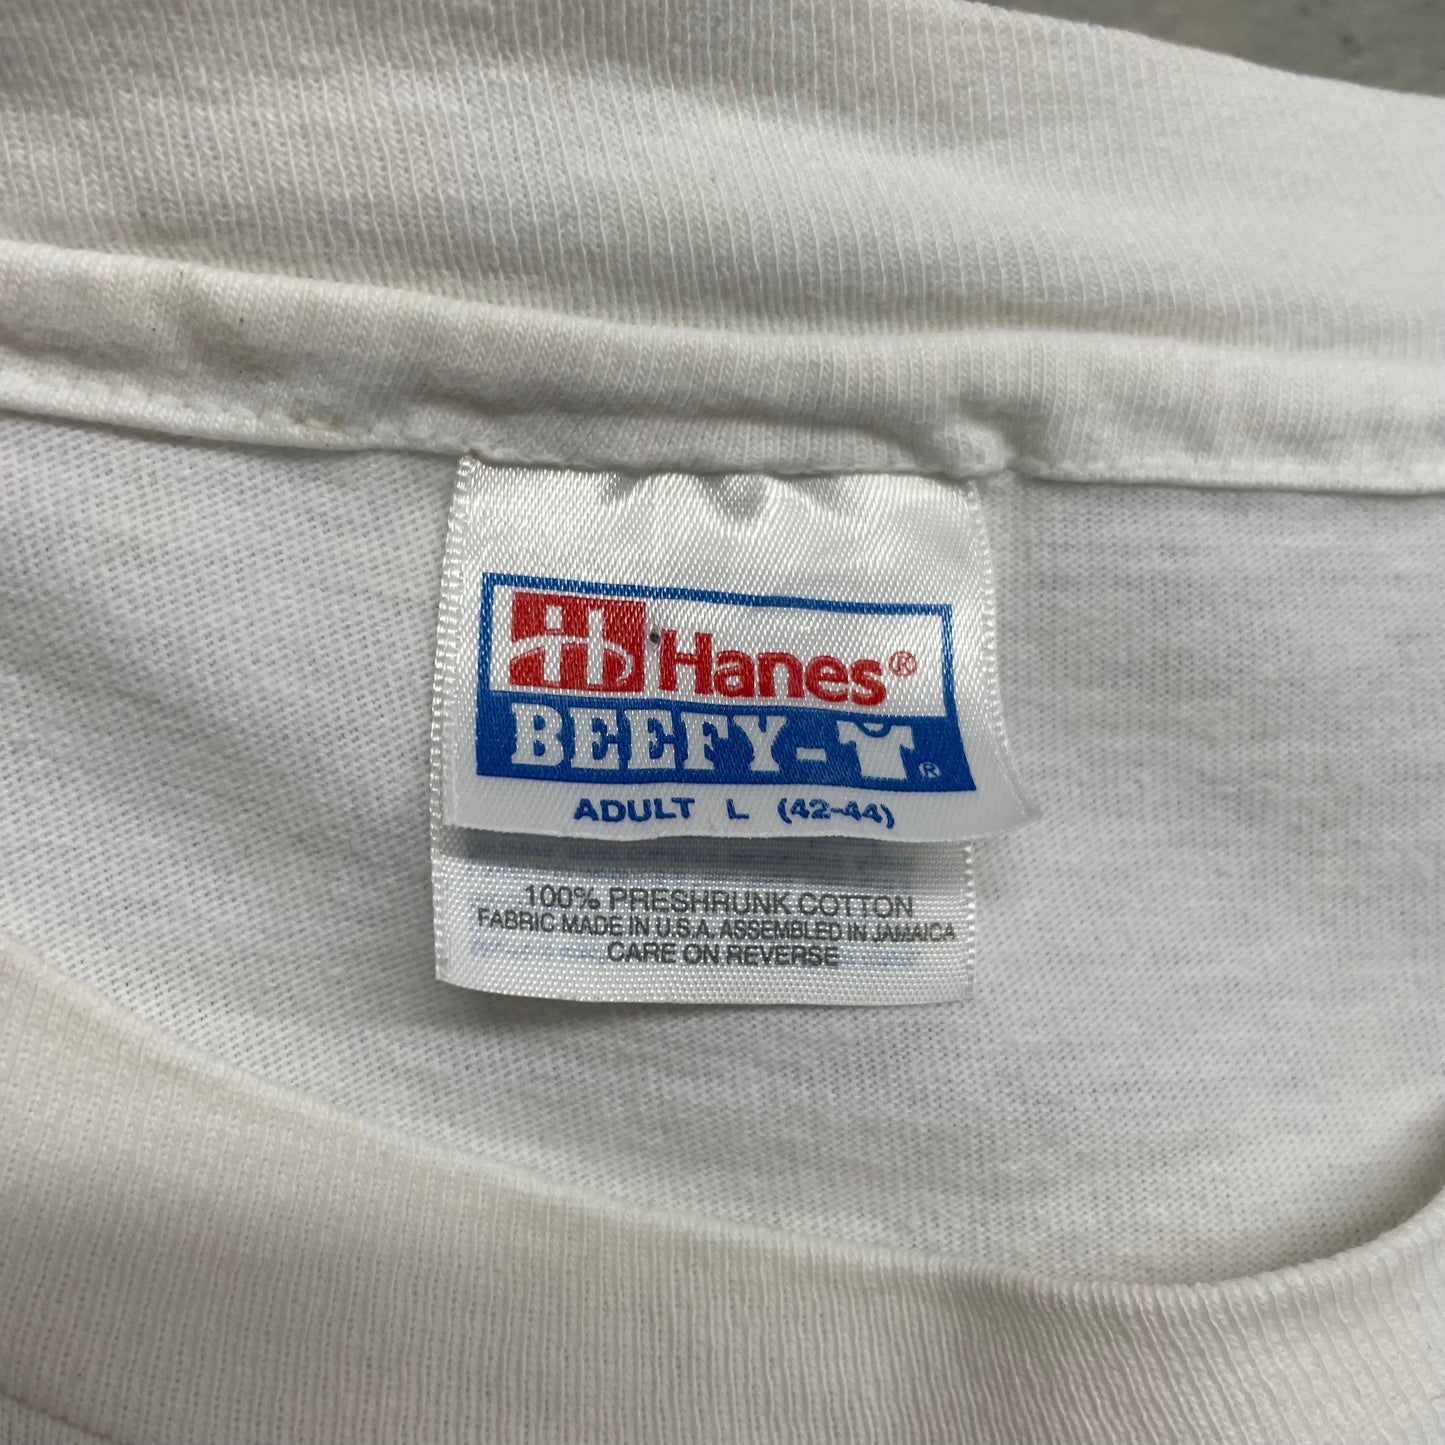 Hanes®
BEEFY-T®
ADULT L (42-44)
100% PRESHRUNK COTTON
FABRIC MADE IN U.S.A. ASSEMBLED IN JAMAICA
CARE ON REVERSE